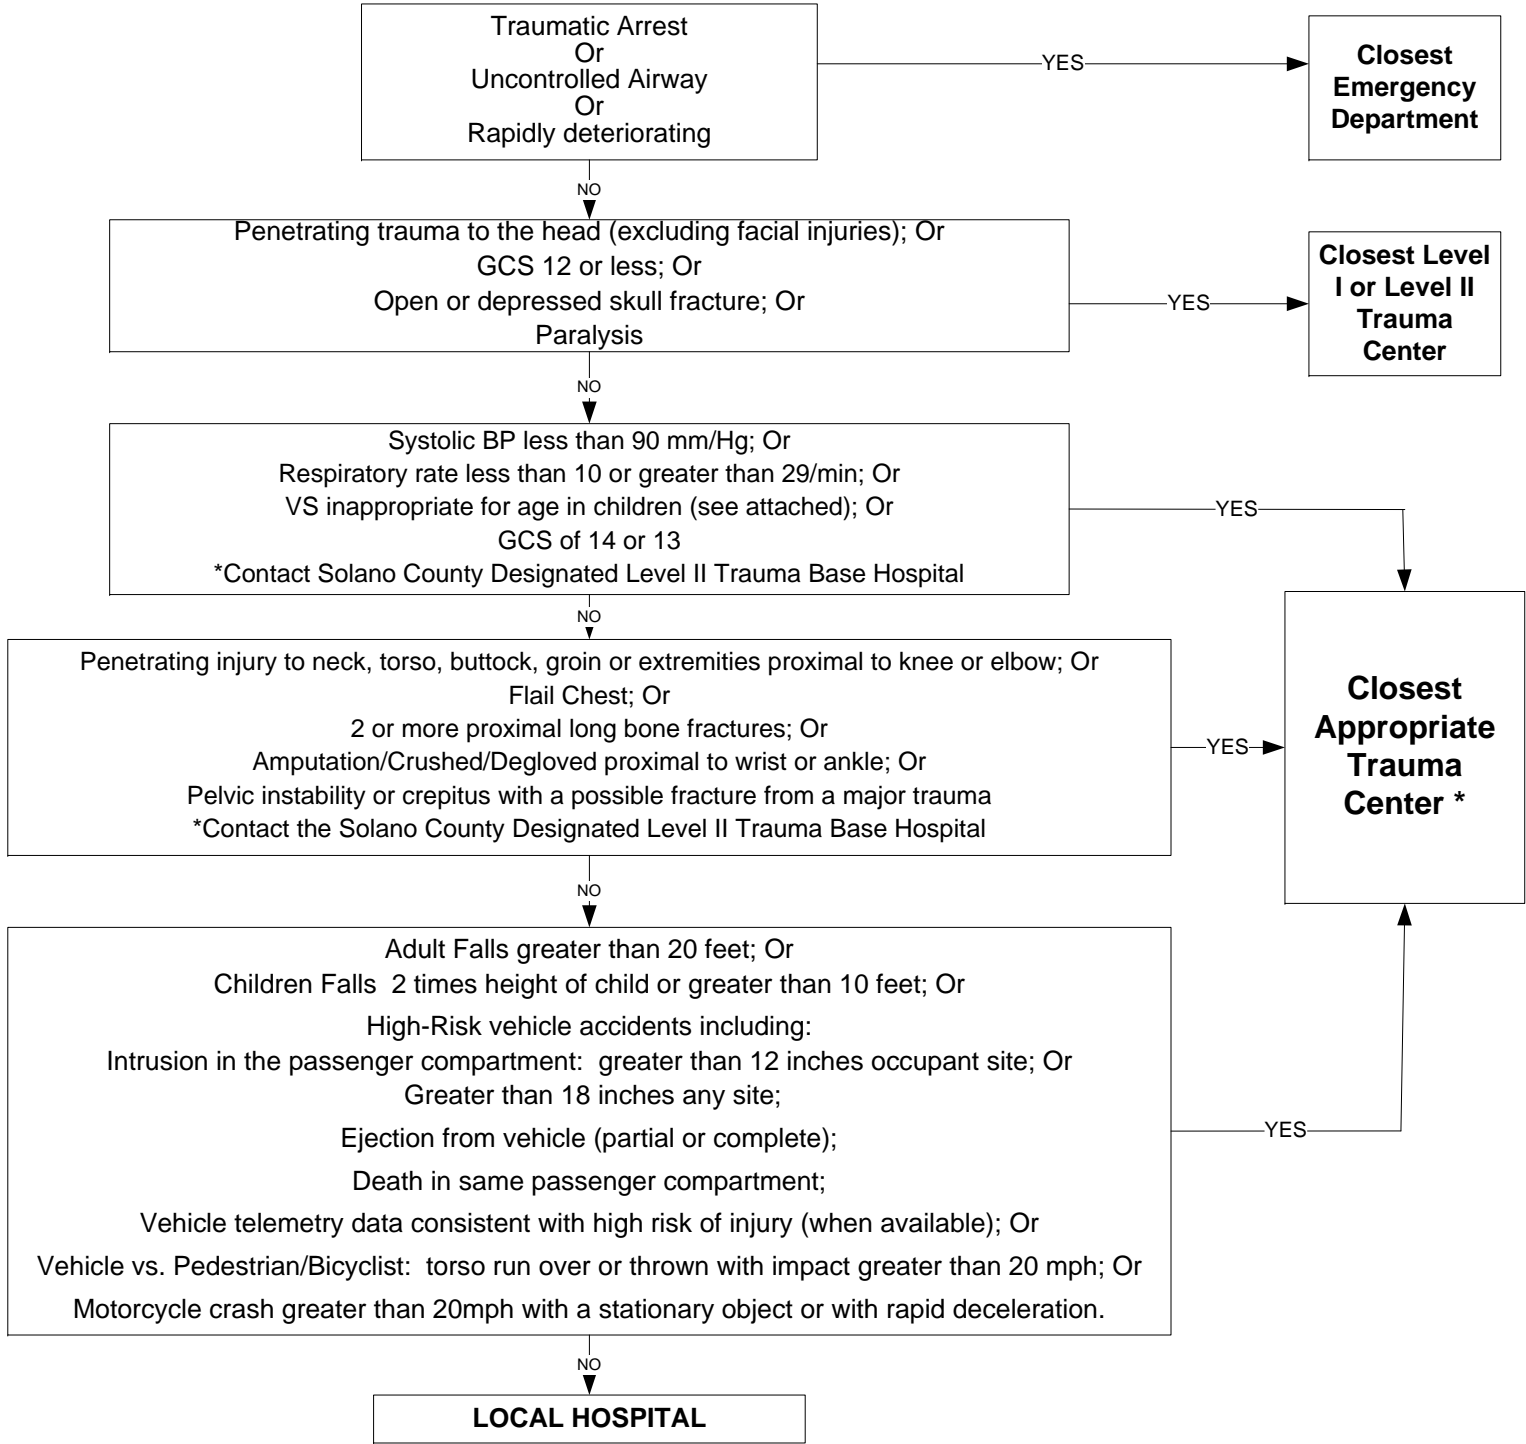 Traumatic Arrest
Or
Uncontrolled Airway
Or
Rapidly deteriorating
YES
Closest
Emergency
Department
NO
Penetrating trauma to the head (excluding facial injuries); Or
GCS 12 or less; Or
Open or depressed skull fracture; Or
Paralysis
YES
Closest Level
I or Level II
Trauma
Center
NO
Systolic BP less than 90 mm/Hg; Or
Respiratory rate less than 10 or greater than 29/min; Or
VS inappropriate for age in children (see attached); Or
GCS of 14 or 13
*Contact Solano County Designated Level II Trauma Base Hospital
YES
NO
Penetrating injury to neck, torso, buttock, groin or extremities proximal to knee or elbow; Or
Flail Chest; Or
2 or more proximal long bone fractures; Or
Amputation/Crushed/Degloved proximal to wrist or ankle; Or
Pelvic instability or crepitus with a possible fracture from a major trauma
*Contact the Solano County Designated Level II Trauma Base Hospital
YES
Closest
Appropriate
Trauma
Center *
NO
Adult Falls greater than 20 feet; Or
Children Falls 2 times height of child or greater than 10 feet; Or
High-Risk vehicle accidents including:
Intrusion in the passenger compartment: greater than 12 inches occupant site; Or
Greater than 18 inches any site;
Ejection from vehicle (partial or complete);
Death in same passenger compartment;
Vehicle telemetry data consistent with high risk of injury (when available); Or
Vehicle vs. Pedestrian/Bicyclist: torso run over or thrown with impact greater than 20 mph; Or
Motorcycle crash greater than 20mph with a stationary object or with rapid deceleration.
YES
NO
LOCAL HOSPITAL